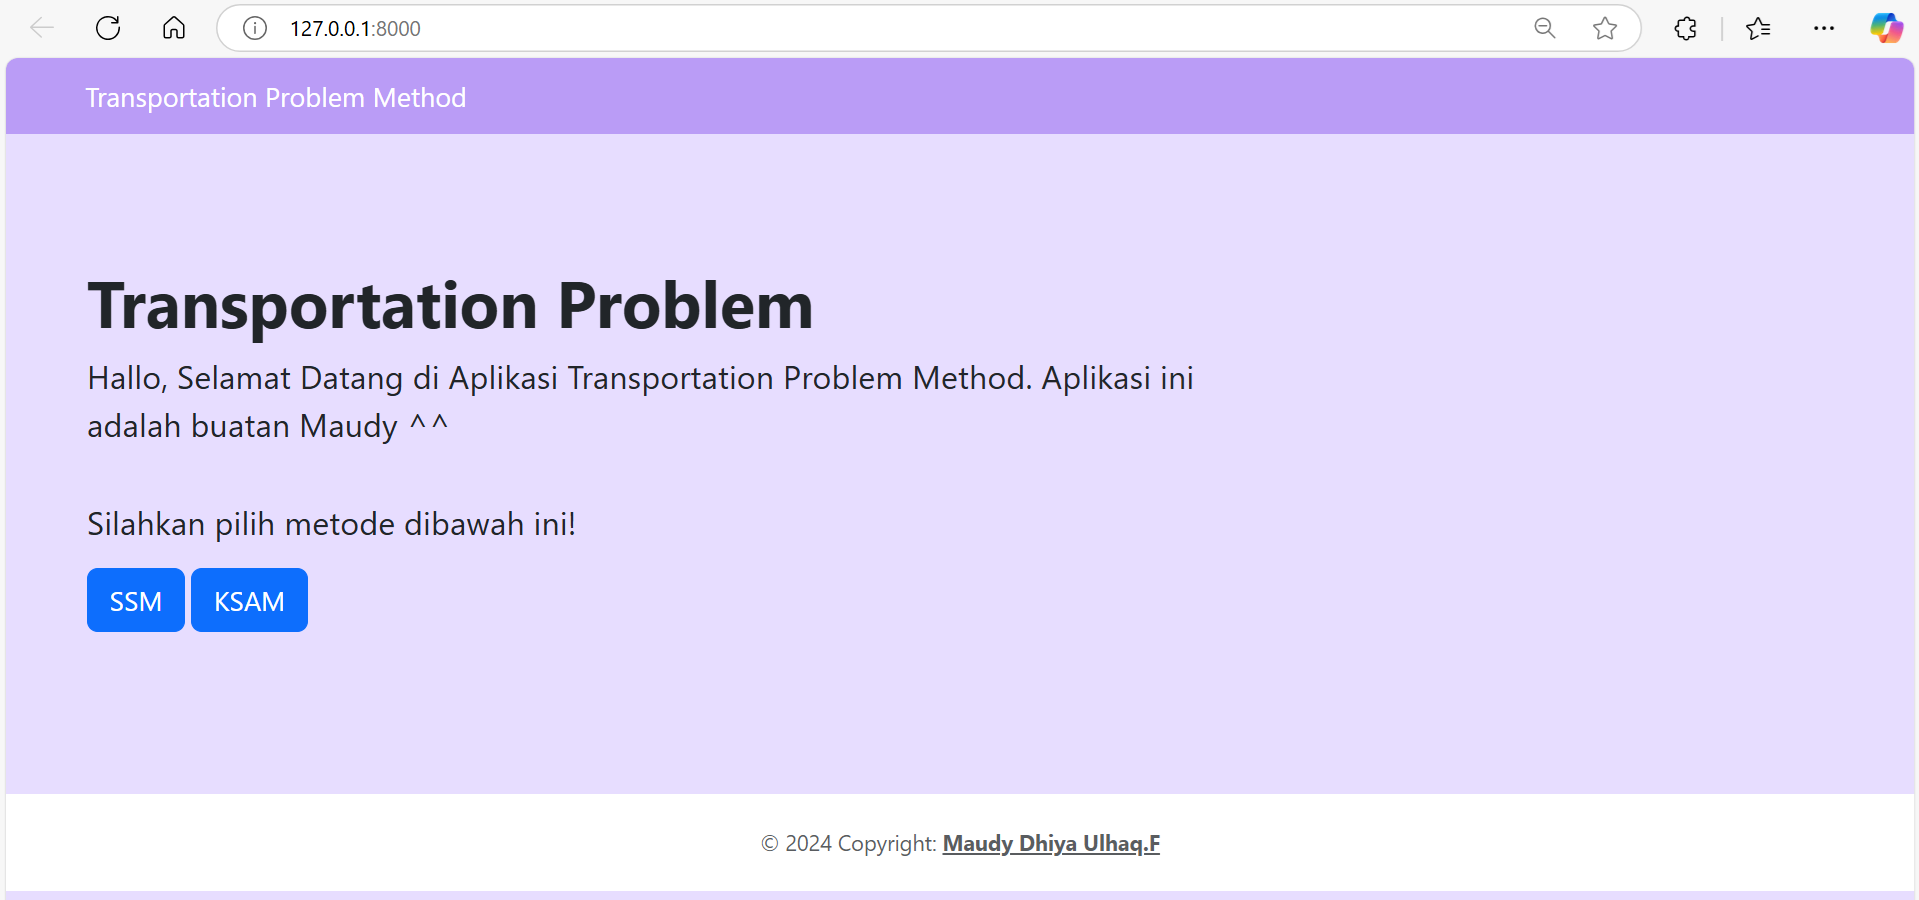 127.0.0.1:8000
Transportation Problem Method
Transportation Problem
Hallo, Selamat Datang di Aplikasi Transportation Problem Method. Aplikasi ini
adalah buatan Maudy ^^
Silahkan pilih metode dibawah ini!
SSM KSAM
© 2024 Copyright: Maudy Dhiya Ulhaq.F